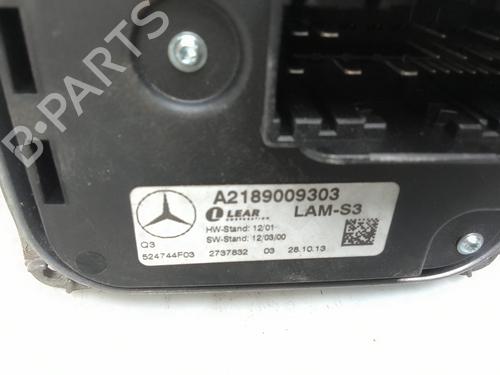 B-PARTS
A2189009303
LEAR
CORPORATION
LAM-S3
HW-Stand: 12/01
SW-Stand: 12/03/00
Q3
524744F03 2737832 03 28.10.13